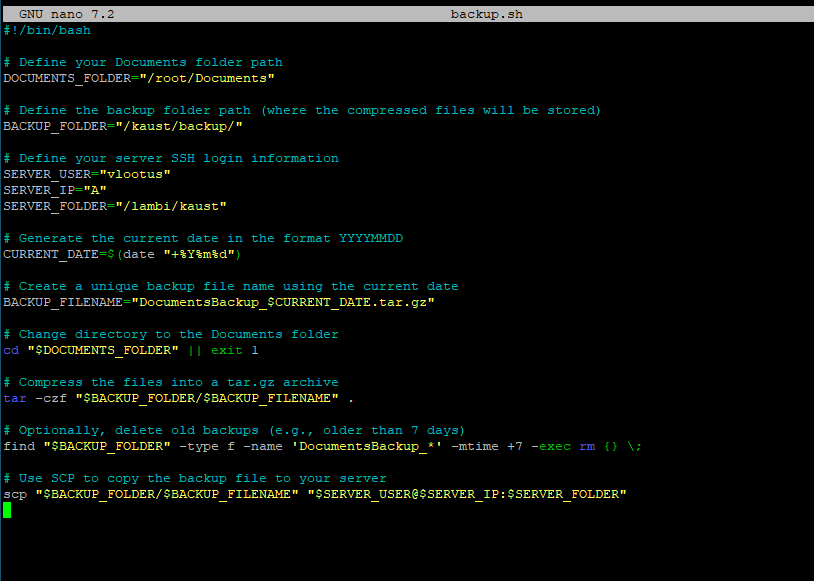 GNU nano 7.2 backup.sh
#!/bin/bash
# Define your Documents folder path
DOCUMENTS_FOLDER="/root/Documents"
# Define the backup folder path (where the compressed files will be stored)
BACKUP_FOLDER="/kaust/backup/"
# Define your server SSH login information
SERVER_USER="vlootus"
SERVER_IP="A"
SERVER_FOLDER="/lambi/kaust"
# Generate the current date in the format YYYYMMDD
CURRENT_DATE=$(date "+%Y%m%d")
# Create a unique backup file name using the current date
BACKUP_FILENAME="DocumentsBackup_$CURRENT_DATE.tar.gz"
# Change directory to the Documents folder
cd "$DOCUMENTS_FOLDER" || exit 1
# Compress the files into a tar.gz archive
tar -czf "$BACKUP_FOLDER/$BACKUP_FILENAME" .
# Optionally, delete old backups (e.g., older than 7 days)
find "$BACKUP_FOLDER" -type f -name 'DocumentsBackup_*' -mtime +7 -exec rm {} \;
# Use SCP to copy the backup file to your server
scp "$BACKUP_FOLDER/$BACKUP_FILENAME" "$SERVER_USER@$SERVER_IP:$SERVER_FOLDER"